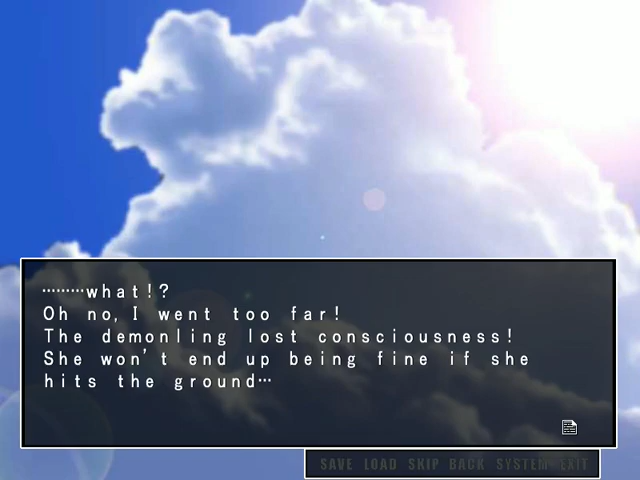 ………what!?
Oh no, I went too far!
The demonling lost consciousness!
She won't end up being fine if she
hits the ground…
SAVE LOAD SKIP BACK SYSTEM EXIT